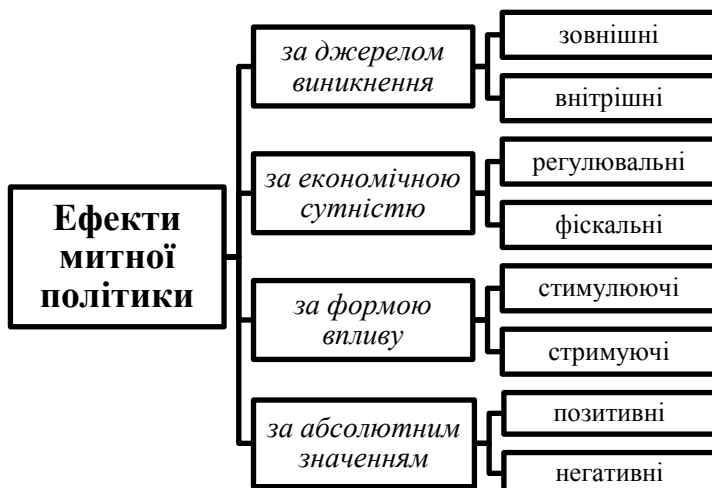 Ефекти
митної
політики
за джерелом
виникнення
зовнішні
внітрішні
за економічною
сутністю
регулювальні
фіскальні
за формою
впливу
стимулюючі
стримуючі
за абсолютним
значенням
позитивні
негативні